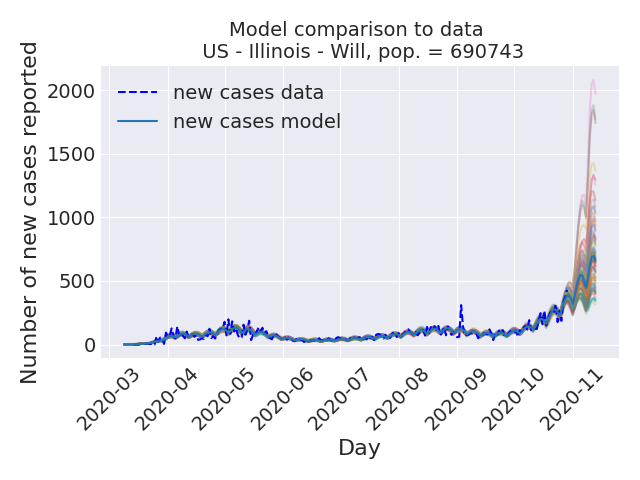 Model comparison to data
US - Illinois - Will, pop. = 690743
Number of new cases reported
2000
1500
1000
500
0
new cases data
new cases model
2020-03
2020-04
2020-05
2020-06
2020-07
2020-08
2020-09
2020-10
2020-11
Day